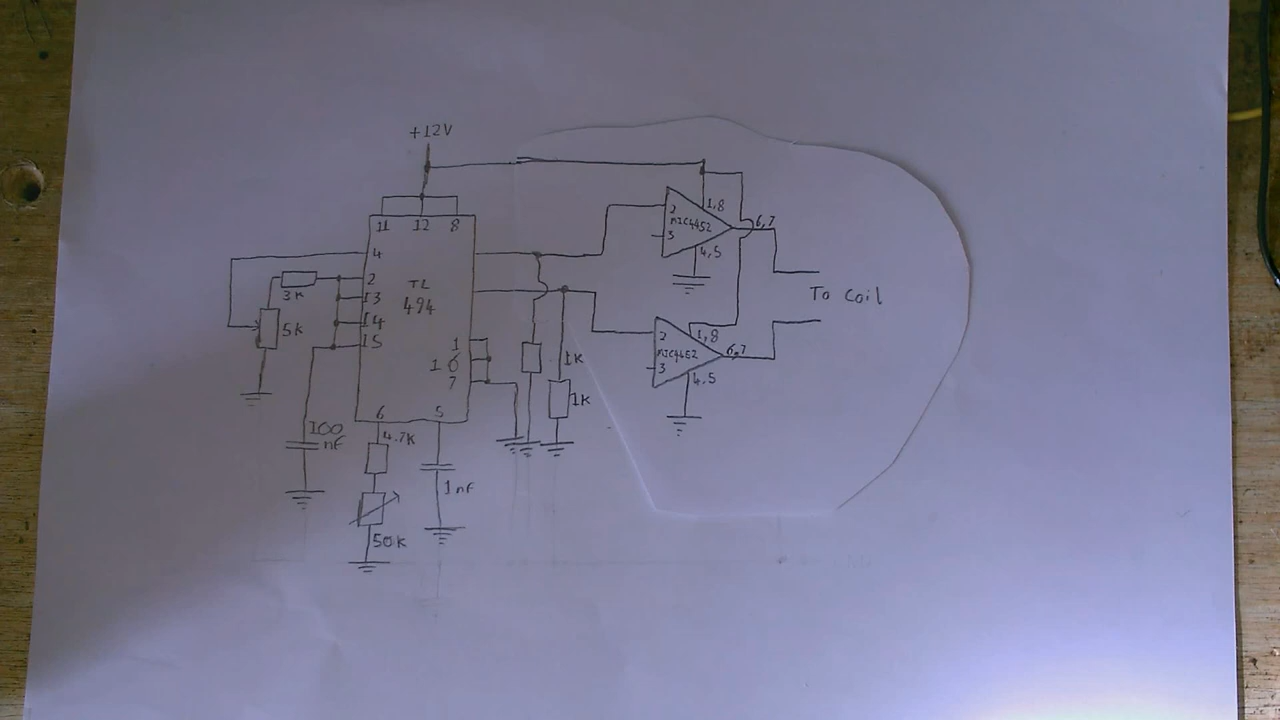 +12V
11 12 8
4
2
3K
13
TL
494
14
5K
15
1
16
7
6 5
100
nF
4.7K
1nF
50K
1K
1K
2
MIC4452
3
1,8
6,7
4,5
To coil
2
MIC4452
3
1,8
6,7
4,5